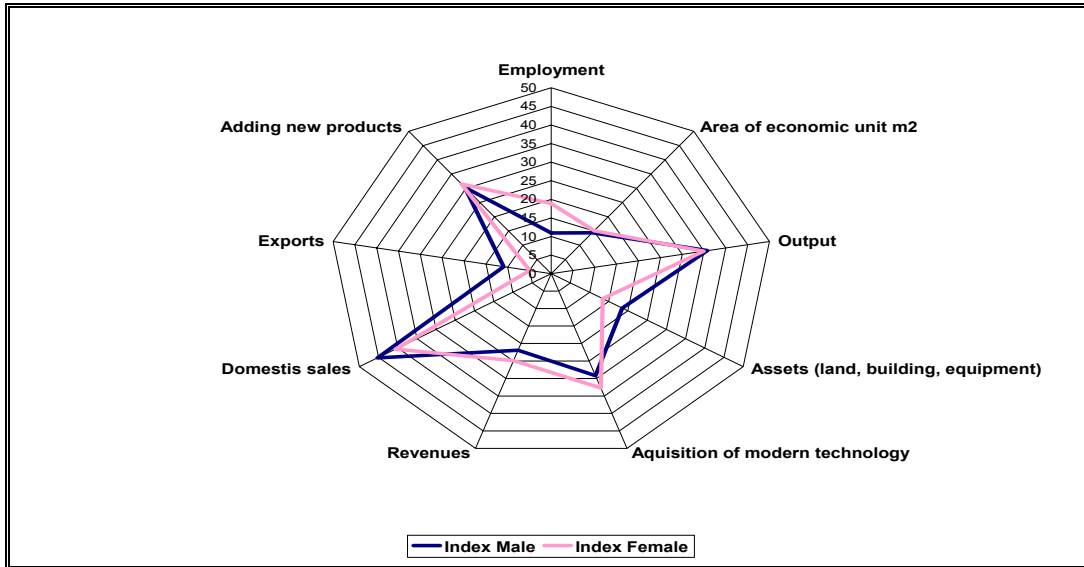 Employment
50
45
40
35
30
25
20
15
10
5
0
Adding new products
Area of economic unit m2
Exports
Output
Domestis sales
Assets (land, building, equipment)
Revenues
Aquisition of modern technology
Index Male
Index Female